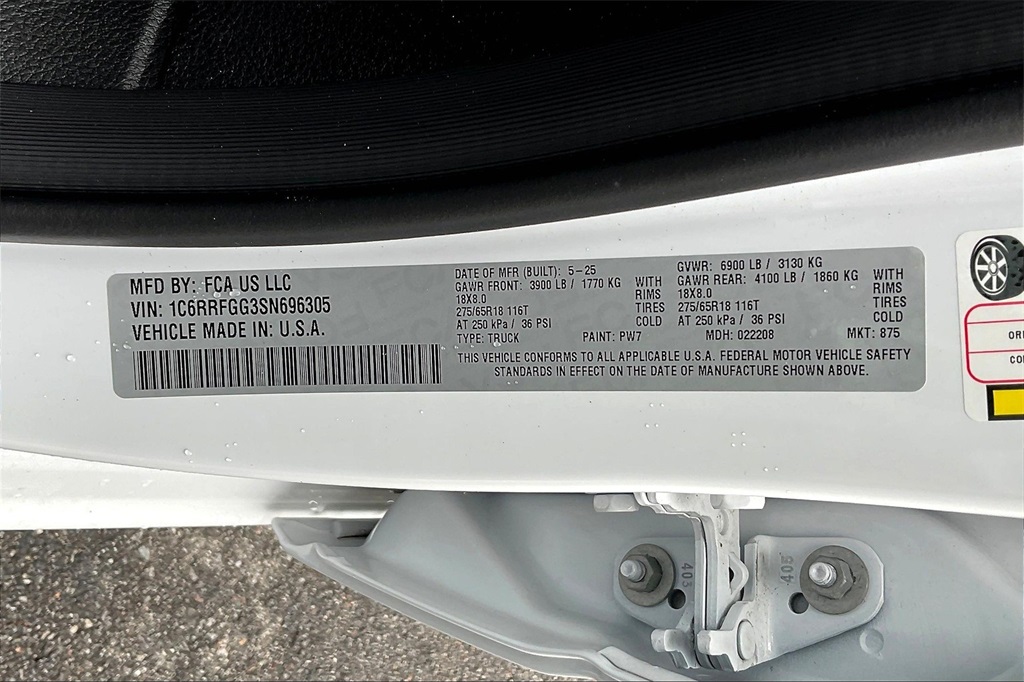 MFD BY: FCA US LLC
VIN: 1C6RRFGG3SN696305
VEHICLE MADE IN: U.S.A.
DATE OF MFR (BUILT): 5-25
GAWR FRONT: 3900 LB / 1770 KG WITH
18X8.0 RIMS
275/65R18 116T TIRES
AT 250 kPa / 36 PSI COLD
TYPE: TRUCK PAINT: PW7
GVWR: 6900 LB / 3130 KG
GAWR REAR: 4100 LB / 1860 KG WITH
18X8.0 RIMS
275/65R18 116T TIRES
AT 250 kPa / 36 PSI COLD
MDH: 022208 MKT: 875
THIS VEHICLE CONFORMS TO ALL APPLICABLE U.S.A. FEDERAL MOTOR VEHICLE SAFETY
STANDARDS IN EFFECT ON THE DATE OF MANUFACTURE SHOWN ABOVE.
405